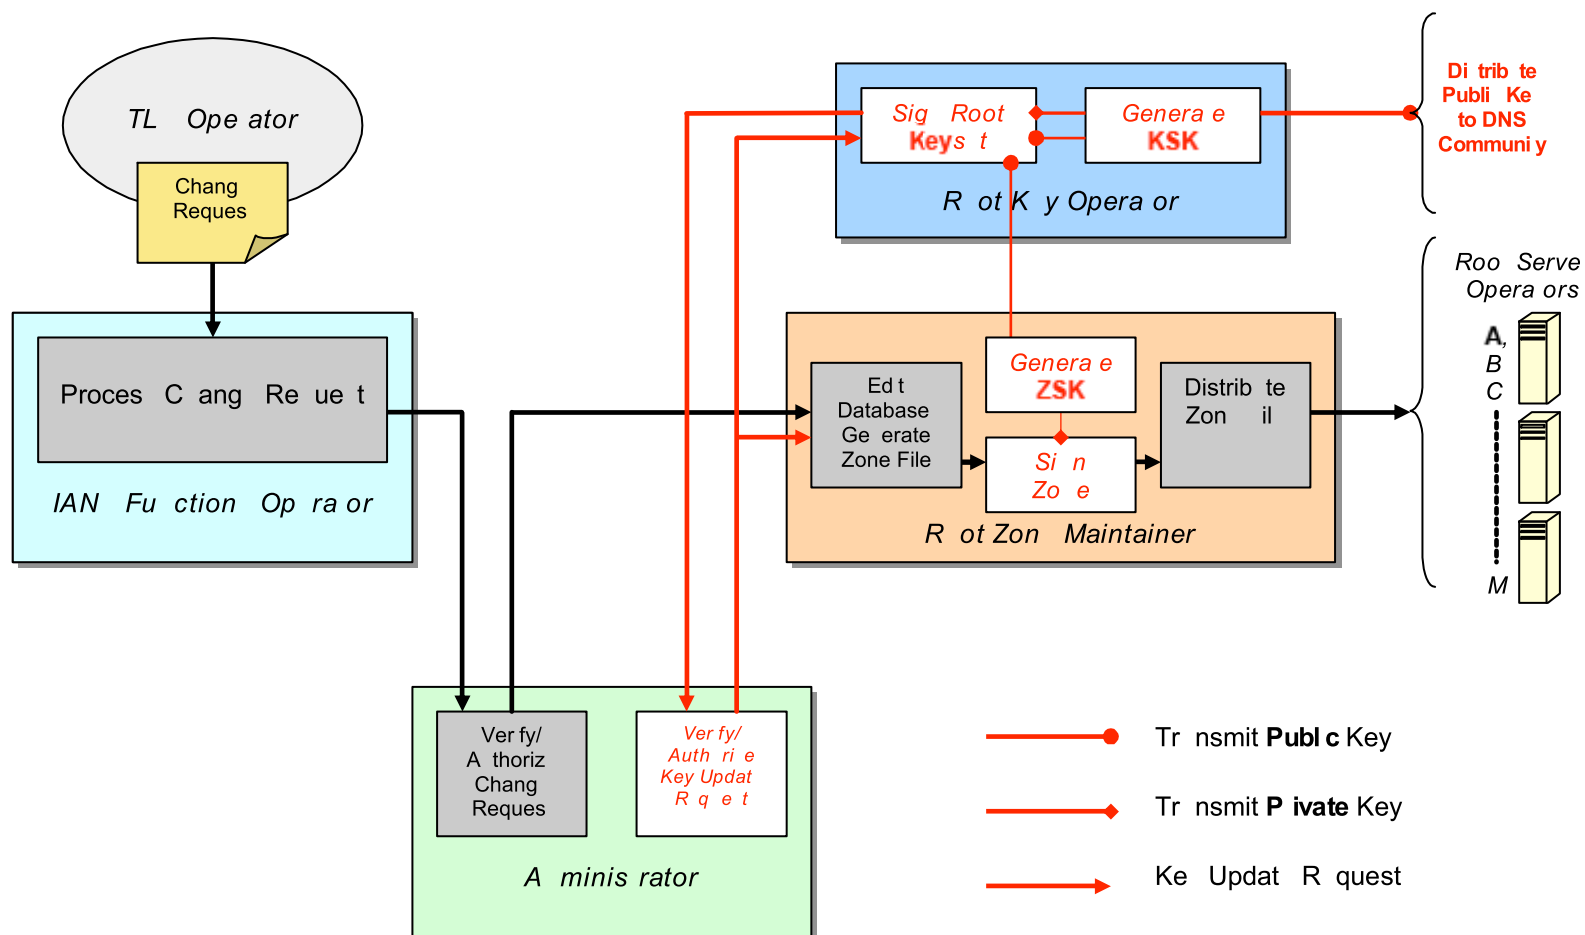 TL Ope ator
Chang
Reques
Proces C ang Re ue t
IAN Fu ction Op ra or
Sig Root
Keys t
Genera e
KSK
R ot K y Opera or
Di trib te
Publi Ke
to DNS
Communi y
Roo Serve
Opera ors
A,
B
C
M
Genera e
ZSK
Ed t
Database
Ge erate
Zone File
Si n
Zo e
Distrib te
Zon il
R ot Zon Maintainer
Ver fy/
A thoriz
Chang
Reques
Ver fy/
Auth ri e
Key Updat
R q e t
A minis rator
Tr nsmit Publ c Key
Tr nsmit P ivate Key
Ke Updat R quest